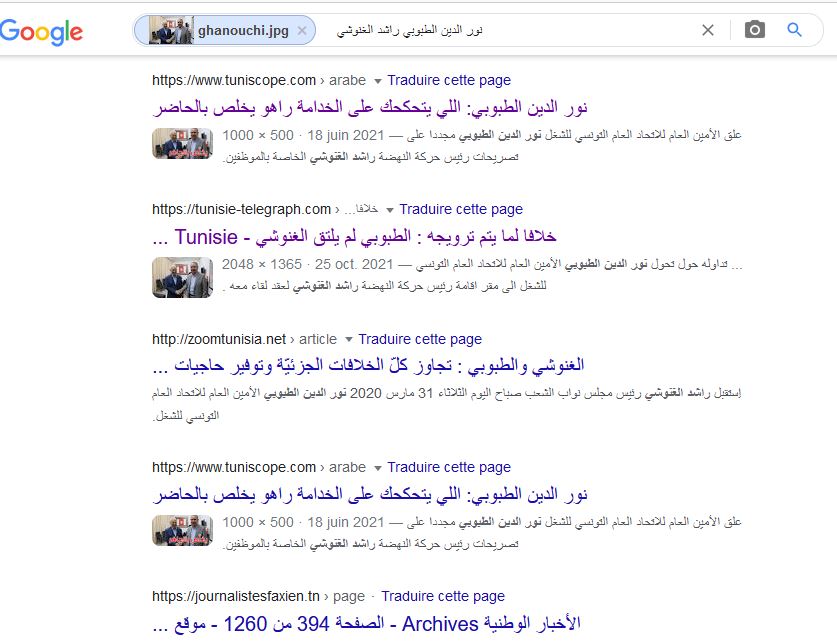 Google
ghanouchi.jpg ×
نور الدين الطبوبي راشد الغنوشي
https://www.tuniscope.com › arabe ▾ Traduire cette page
نور الدين الطبوبي: اللي يتحكحك على الخدامة راهو يخلص بالحاضر
1000 × 500 · 18 juin 2021 — علق الأمين العام للاتحاد العام التونسي للشغل نور الدين الطبوبي مجددا على
تصريحات رئيس حركة النهضة راشد الغنوشي الخاصة بالموظفين.
https://tunisie-telegraph.com › خلافا... ▾ Traduire cette page
خلافا لما يتم ترويجه : الطبوبي لم يلتق الغنوشي - Tunisie ...
2048 × 1365 · 25 oct. 2021 — ... تداوله حول تحول نور الدين الطبوبي الأمين العام للاتحاد العام التونسي
للشغل الى مقر اقامة رئيس حركة النهضة راشد الغنوشي لعقد لقاء معه .
http://zoomtunisia.net › article ▾ Traduire cette page
الغنوشي والطبوبي : تجاوز كلّ الخلافات الجزئيّة وتوفير حاجيات ...
إستقبل راشد الغنوشي رئيس مجلس نواب الشعب صباح اليوم الثلاثاء 31 مارس 2020 نور الدين الطبوبي الأمين العام للاتحاد العام
التونسي للشغل.
https://www.tuniscope.com › arabe ▾ Traduire cette page
نور الدين الطبوبي: اللي يتحكحك على الخدامة راهو يخلص بالحاضر
1000 × 500 · 18 juin 2021 — علق الأمين العام للاتحاد العام التونسي للشغل نور الدين الطبوبي مجددا على
تصريحات رئيس حركة النهضة راشد الغنوشي الخاصة بالموظفين.
https://journalistesfaxien.tn › page · Traduire cette page
الأخبار الوطنية Archives - الصفحة 394 من 1260 - موقع ...